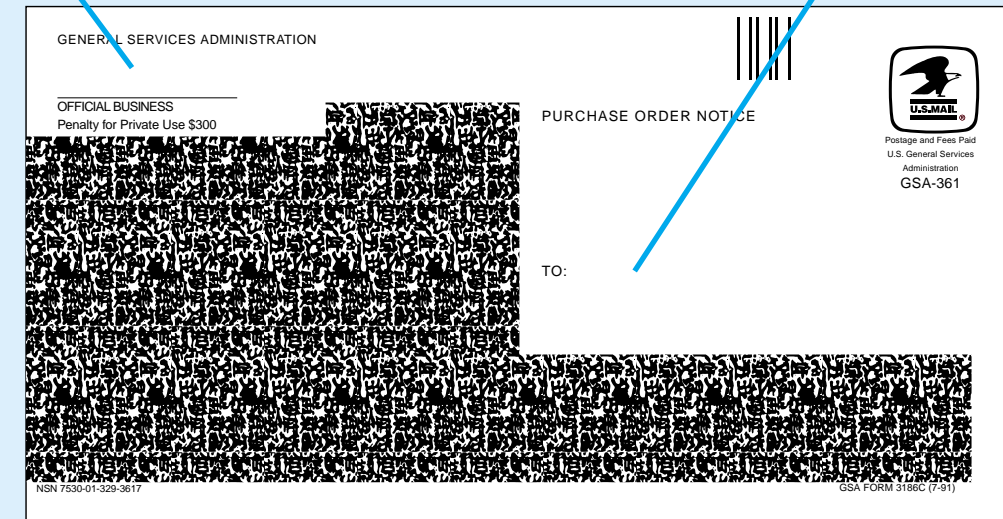 GENERAL SERVICES ADMINISTRATION
OFFICIAL BUSINESS
Penalty for Private Use $300
PURCHASE ORDER NOTICE
U.S.MAIL ®
Postage and Fees Paid
U.S. General Services
Administration
GSA-361
TO:
NSN 7530-01-329-3617
GSA FORM 3186C (7-91)